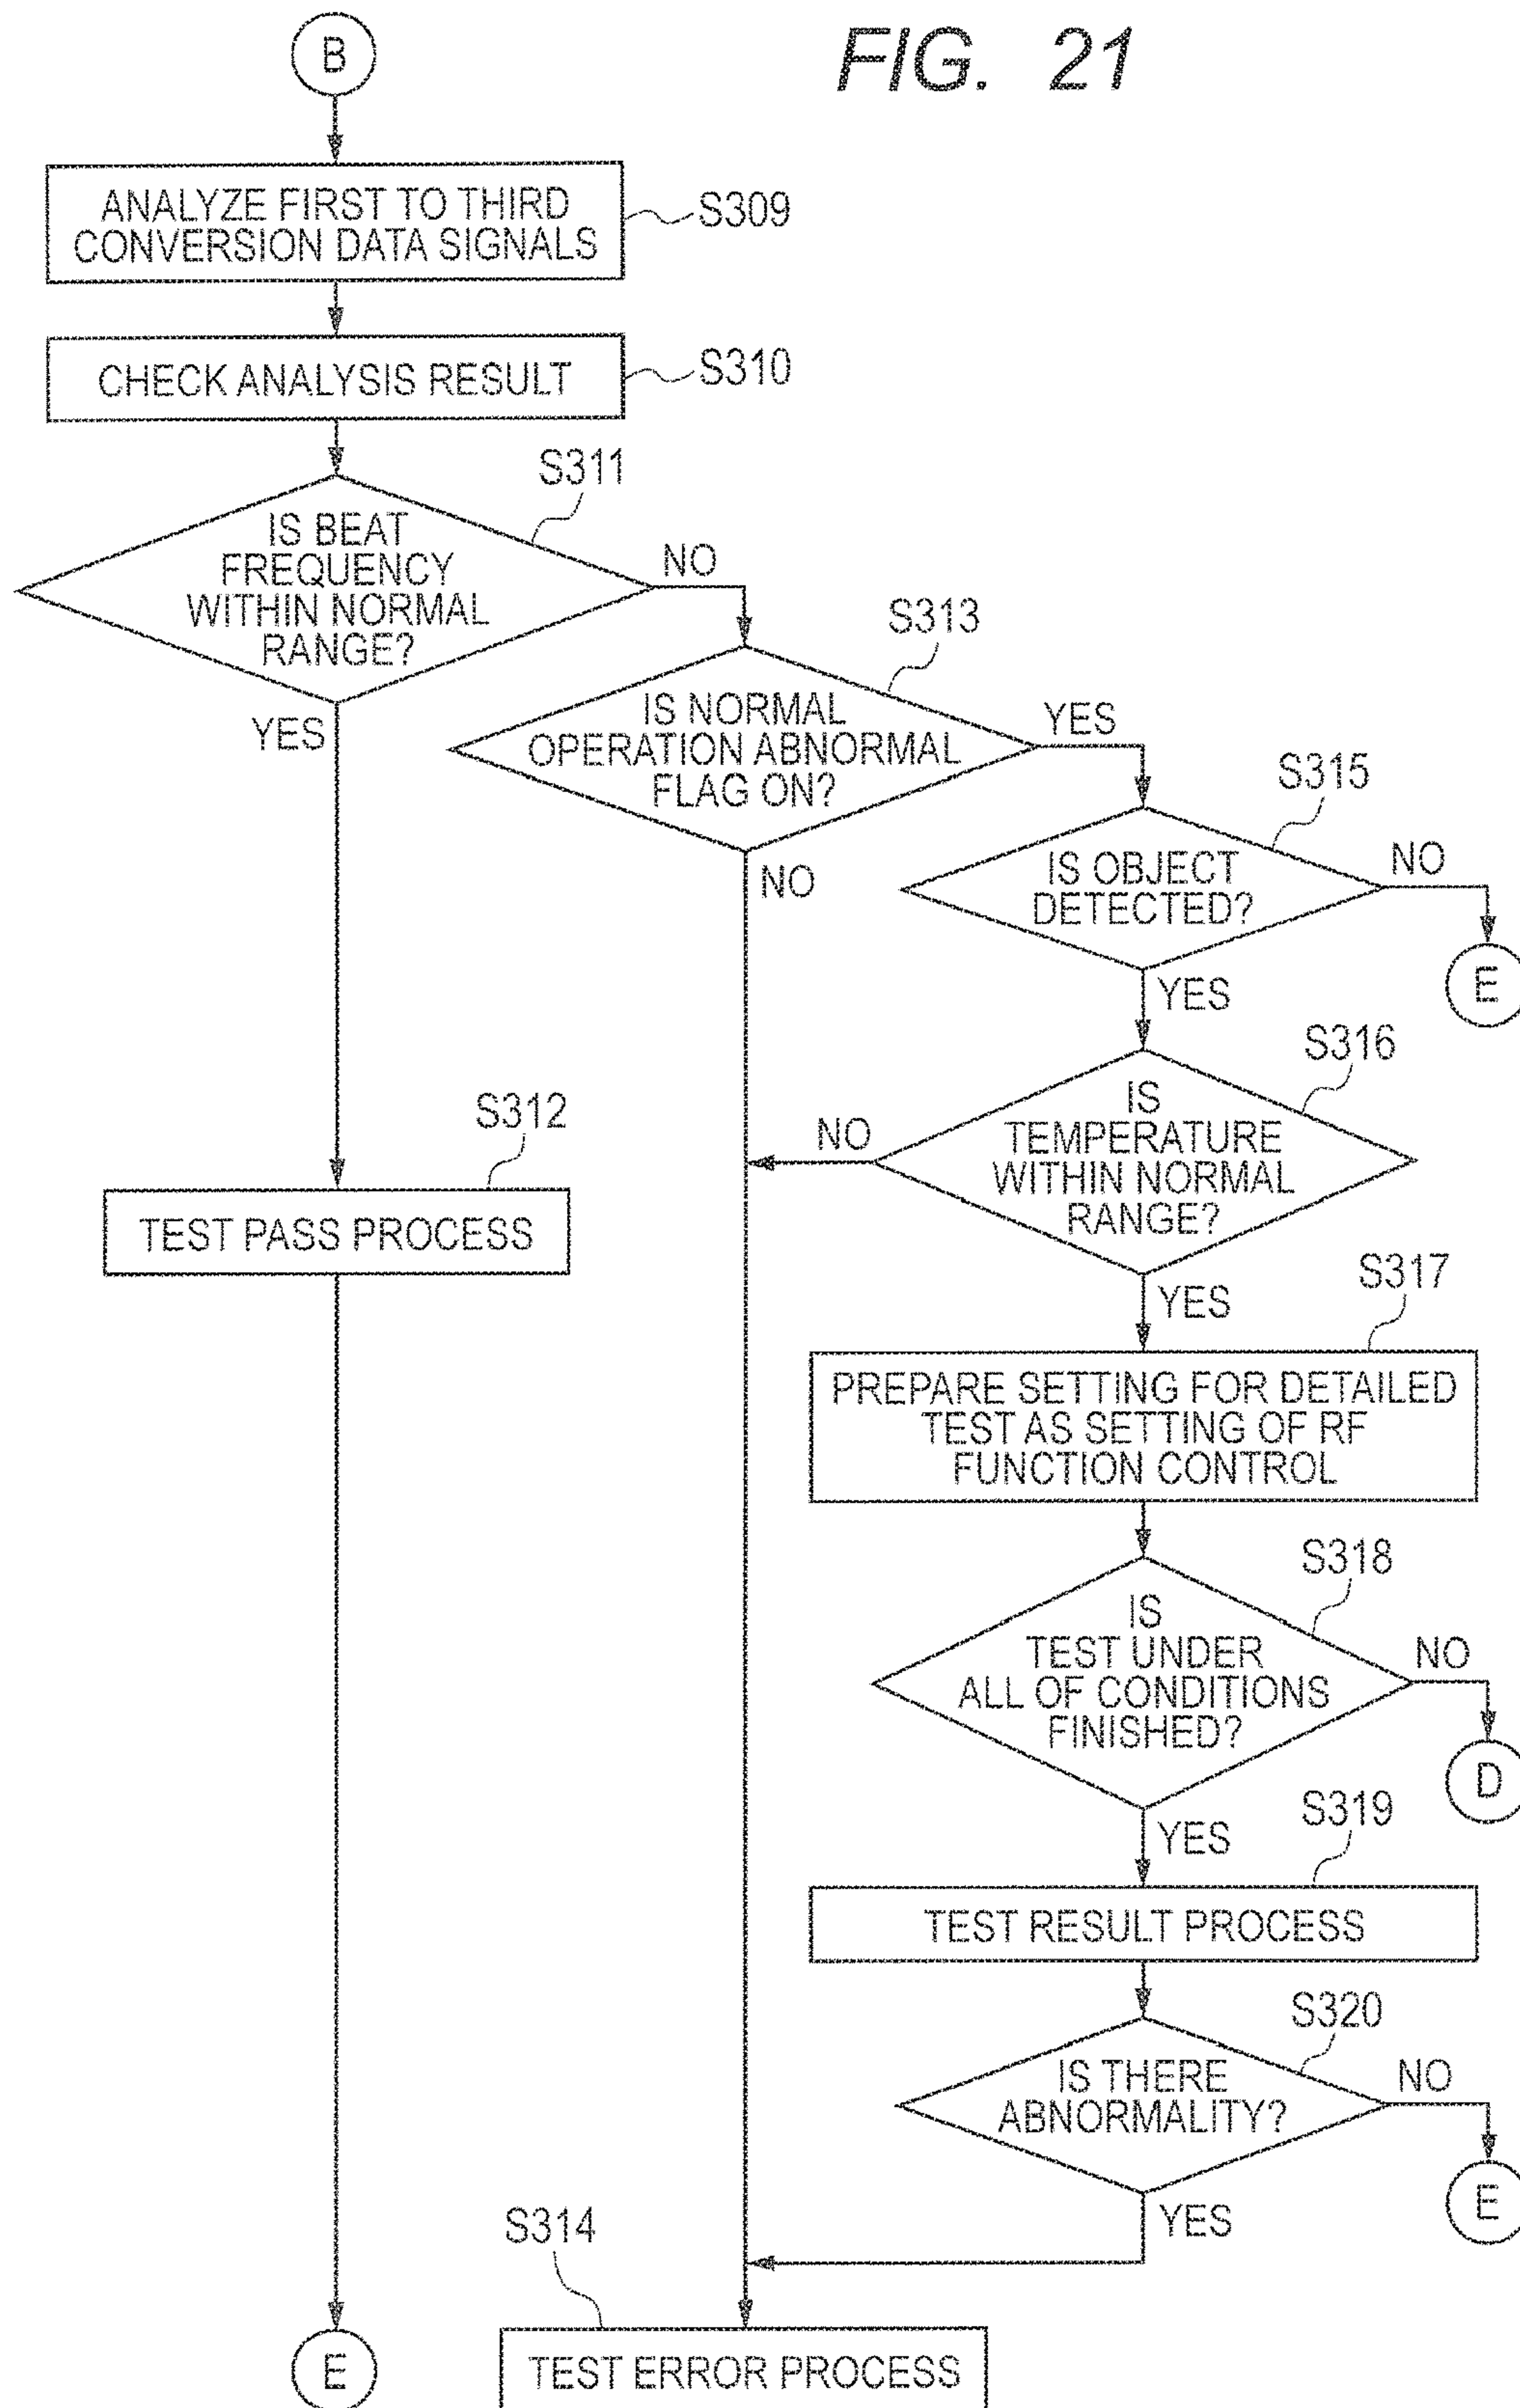 FIG. 21
B
ANALYZE FIRST TO THIRD
CONVERSION DATA SIGNALS
S309
CHECK ANALYSIS RESULT
S310
S311
IS BEAT
FREQUENCY
WITHIN NORMAL
RANGE?
NO
YES
S313
IS NORMAL
OPERATION ABNORMAL
FLAG ON?
YES
NO
S315
IS OBJECT
DETECTED?
NO
E
YES
S316
IS
TEMPERATURE
WITHIN NORMAL
RANGE?
NO
YES
S312
TEST PASS PROCESS
S317
PREPARE SETTING FOR DETAILED
TEST AS SETTING OF RF
FUNCTION CONTROL
S318
IS
TEST UNDER
ALL OF CONDITIONS
FINISHED?
NO
D
YES
S319
TEST RESULT PROCESS
S320
IS THERE
ABNORMALITY?
NO
E
YES
S314
E
TEST ERROR PROCESS